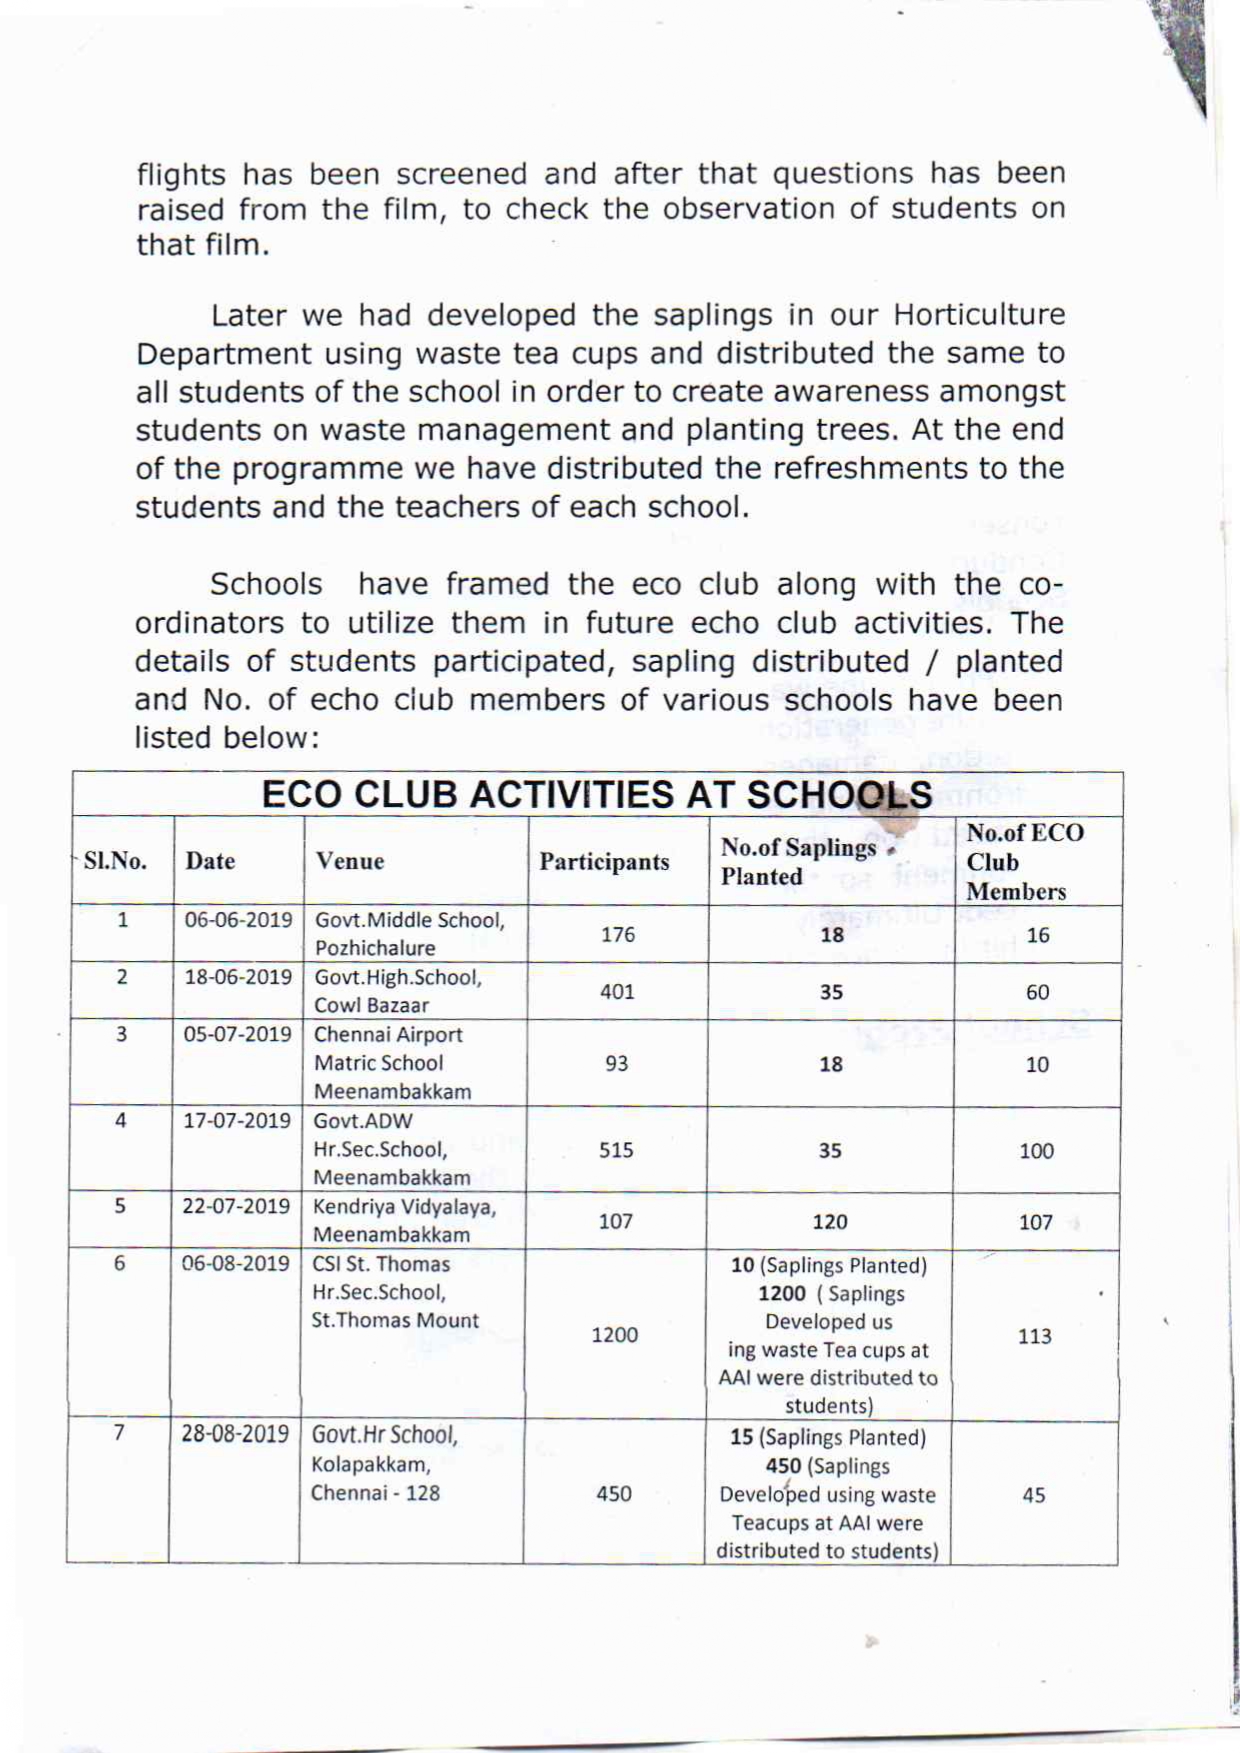 flights has been screened and after that questions has been
raised from the film, to check the observation of students on
that film.
Later we had developed the saplings in our Horticulture
Department using waste tea cups and distributed the same to
all students of the school in order to create awareness amongst
students on waste management and planting trees. At the end
of the programme we have distributed the refreshments to the
students and the teachers of each school.
Schools have framed the eco club along with the co-
ordinators to utilize them in future echo club activities. The
details of students participated, sapling distributed / planted
and No. of echo club members of various schools have been
listed below:
ECO CLUB ACTIVITIES AT SCHOOLS
Sl.No. Date Venue Participants No.of Saplings Planted No.of ECO Club Members
1 06-06-2019 Govt.Middle School,
Pozhichalure 176 18 16
2 18-06-2019 Govt.High.School,
Cowl Bazaar 401 35 60
3 05-07-2019 Chennai Airport
Matric School 93 18 10
Meenambakkam
4 17-07-2019 Govt.ADW
Hr.Sec.School, 515 35 100
Meenambakkam
5 22-07-2019 Kendriya Vidyalaya,
Meenambakkam 107 120 107
6 06-08-2019 CSI St. Thomas 10 (Saplings Planted)
Hr.Sec.School, 1200 ( Saplings
St.Thomas Mount Developed us
1200 ing waste Tea cups at 113
AAI were distributed to
students)
7 28-08-2019 Govt.Hr School, 15 (Saplings Planted)
Kolapakkam, 450 (Saplings
Chennai - 128 450 Developed using waste 45
Teacups at AAI were
distributed to students)